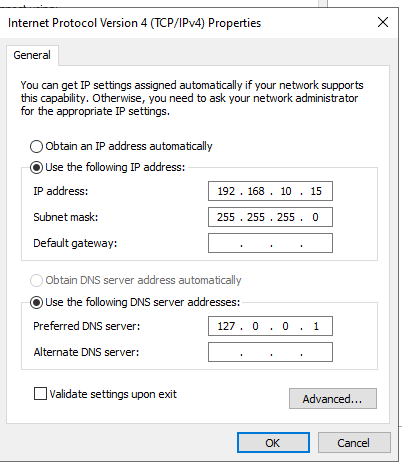 Internet Protocol Version 4 (TCP/IPv4) Properties
General
You can get IP settings assigned automatically if your network supports
this capability. Otherwise, you need to ask your network administrator
for the appropriate IP settings.
Obtain an IP address automatically
Use the following IP address:
IP address: 192 . 168 . 10 . 15
Subnet mask: 255 . 255 . 255 . 0
Default gateway: . . .
Obtain DNS server address automatically
Use the following DNS server addresses:
Preferred DNS server: 127 . 0 . 0 . 1
Alternate DNS server: . . .
Validate settings upon exit
Advanced...
OK Cancel